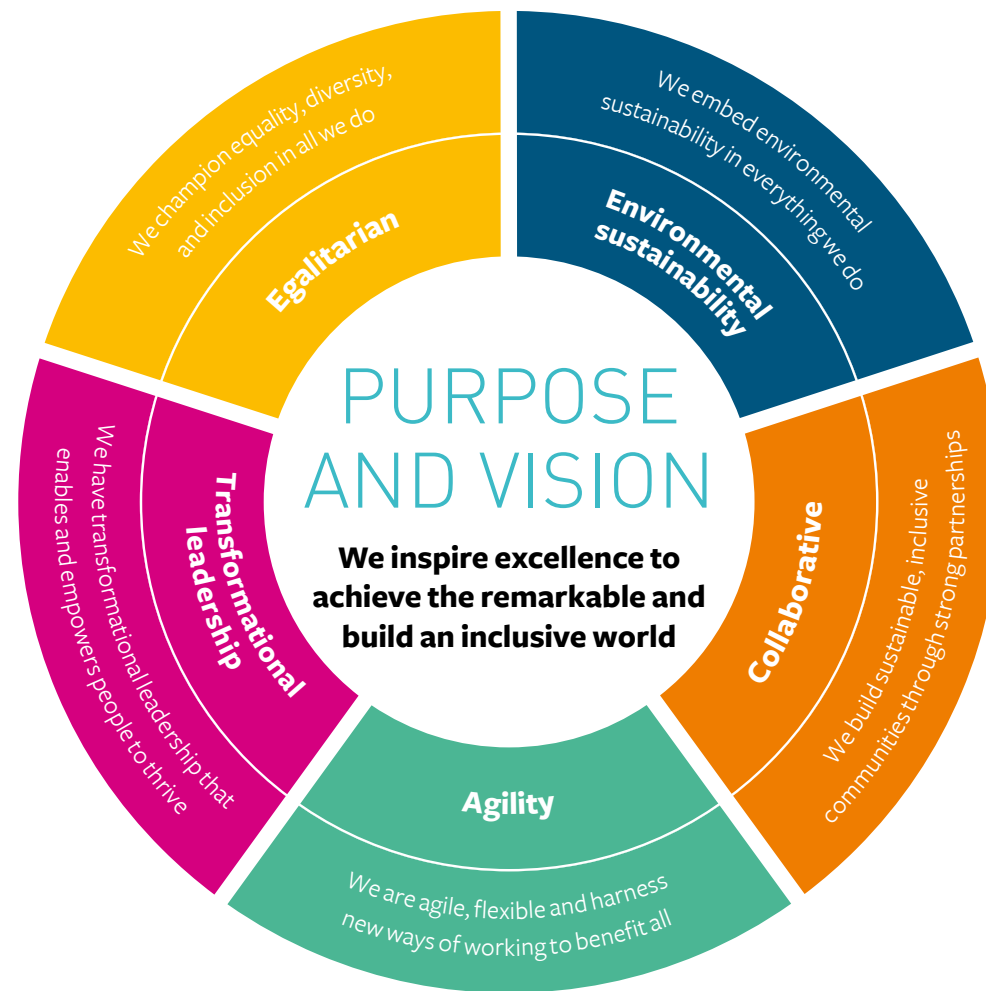 PURPOSE
AND VISION
We inspire excellence to
achieve the remarkable and
build an inclusive world
We embed environmental
sustainability in everything we do
Environmental
sustainability
We build sustainable, inclusive
communities through strong partnerships
Collaborative
Agility
We are agile, flexible and harness
new ways of working to benefit all
We have transformational leadership that
enables and empowers people to thrive
Transformational
leadership
We champion equality, diversity,
and inclusion in all we do
Egalitarian